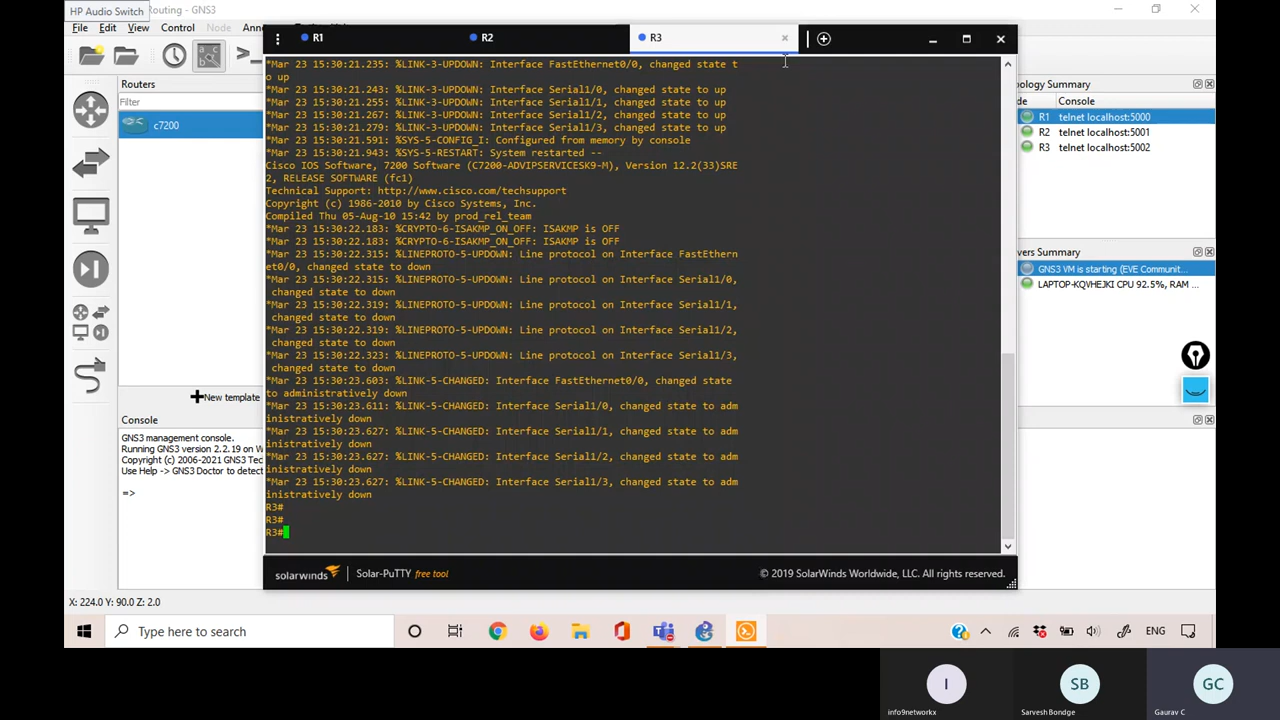 HP Audio Switch
Routing - GNS3
File Edit View Control Node Ann
R1
R2
R3
Routers
Filter
c7200
New template
Console
GNS3 management console.
Running GNS3 version 2.2.19 on W
Copyright (c) 2006-2021 GNS3 Tec
Use Help -> GNS3 Doctor to detect
=>
*Mar 23 15:30:21.235: %LINK-3-UPDOWN: Interface FastEthernet0/0, changed state t
o up
*Mar 23 15:30:21.243: %LINK-3-UPDOWN: Interface Serial1/0, changed state to up
*Mar 23 15:30:21.255: %LINK-3-UPDOWN: Interface Serial1/1, changed state to up
*Mar 23 15:30:21.267: %LINK-3-UPDOWN: Interface Serial1/2, changed state to up
*Mar 23 15:30:21.279: %LINK-3-UPDOWN: Interface Serial1/3, changed state to up
*Mar 23 15:30:21.591: %SYS-5-CONFIG_I: Configured from memory by console
*Mar 23 15:30:21.943: %SYS-5-RESTART: System restarted --
Cisco IOS Software, 7200 Software (C7200-ADVIPSERVICESK9-M), Version 12.2(33)SRE
2, RELEASE SOFTWARE (fc1)
Technical Support: http://www.cisco.com/techsupport
Copyright (c) 1986-2010 by Cisco Systems, Inc.
Compiled Thu 05-Aug-10 15:42 by prod_rel_team
*Mar 23 15:30:22.183: %CRYPTO-6-ISAKMP_ON_OFF: ISAKMP is OFF
*Mar 23 15:30:22.183: %CRYPTO-6-ISAKMP_ON_OFF: ISAKMP is OFF
*Mar 23 15:30:22.315: %LINEPROTO-5-UPDOWN: Line protocol on Interface FastEthern
et0/0, changed state to down
*Mar 23 15:30:22.315: %LINEPROTO-5-UPDOWN: Line protocol on Interface Serial1/0,
changed state to down
*Mar 23 15:30:22.319: %LINEPROTO-5-UPDOWN: Line protocol on Interface Serial1/1,
changed state to down
*Mar 23 15:30:22.319: %LINEPROTO-5-UPDOWN: Line protocol on Interface Serial1/2,
changed state to down
*Mar 23 15:30:22.323: %LINEPROTO-5-UPDOWN: Line protocol on Interface Serial1/3,
changed state to down
*Mar 23 15:30:23.603: %LINK-5-CHANGED: Interface FastEthernet0/0, changed state
to administratively down
*Mar 23 15:30:23.611: %LINK-5-CHANGED: Interface Serial1/0, changed state to adm
inistratively down
*Mar 23 15:30:23.627: %LINK-5-CHANGED: Interface Serial1/1, changed state to adm
inistratively down
*Mar 23 15:30:23.627: %LINK-5-CHANGED: Interface Serial1/2, changed state to adm
inistratively down
*Mar 23 15:30:23.627: %LINK-5-CHANGED: Interface Serial1/3, changed state to adm
inistratively down
R3#
R3#
R3#
solarwinds
Solar-PuTTY free tool
© 2019 SolarWinds Worldwide, LLC. All rights reserved.
pology Summary
de Console
R1 telnet localhost:5000
R2 telnet localhost:5001
R3 telnet localhost:5002
vers Summary
GNS3 VM is starting (EVE Communit...
LAPTOP-KQVHEJKI CPU 92.5%, RAM ...
X: 224.0 Y: 90.0 Z: 2.0
Type here to search
ENG
I
SB
GC
info9networkx
Sarvesh Bondge
Gaurav C